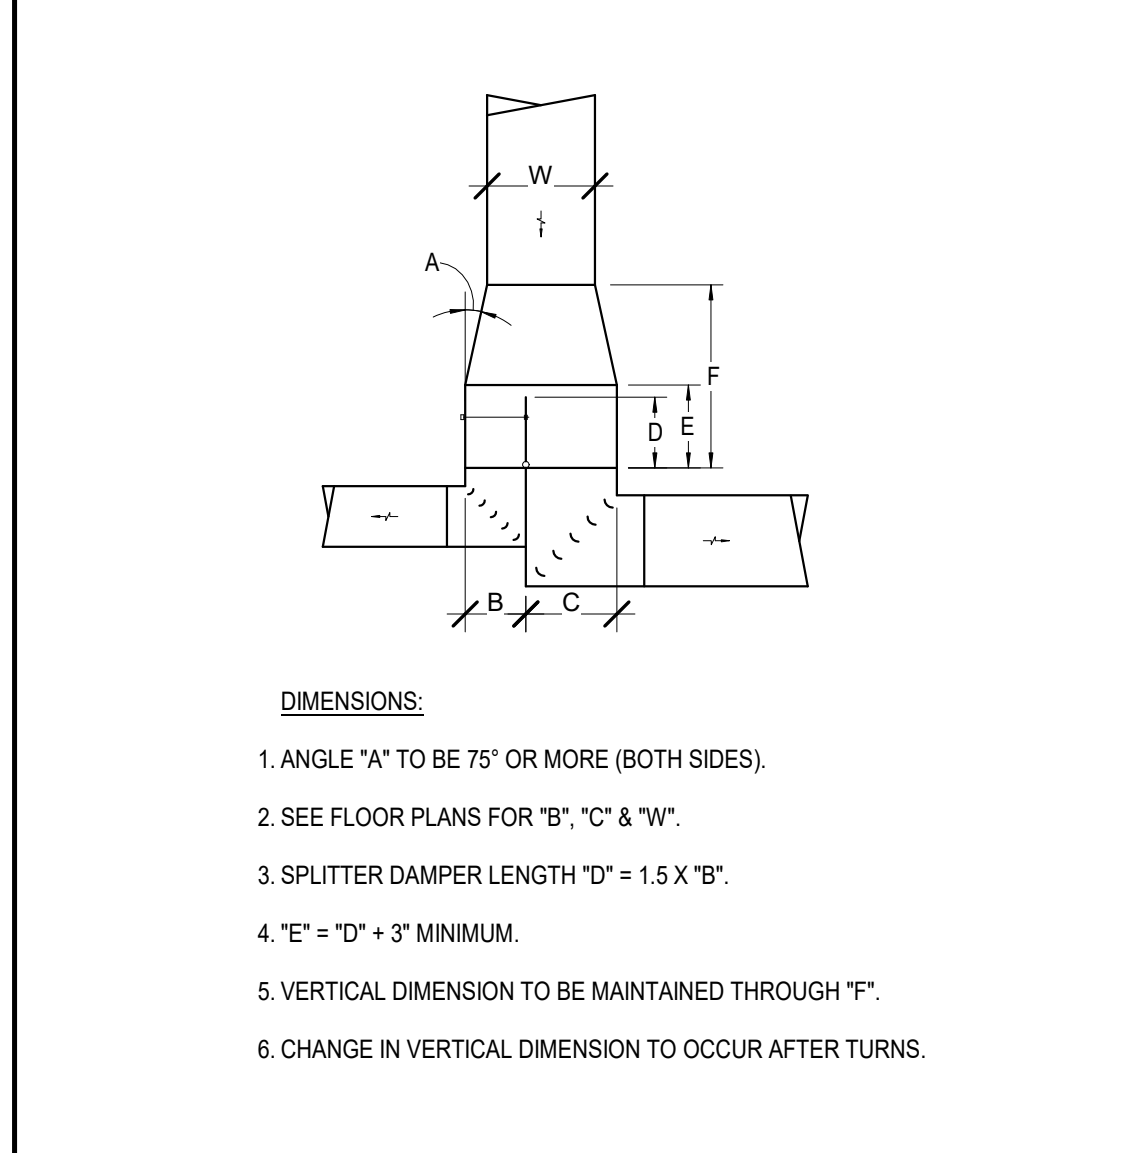 W
A
F
E
D
B
C
DIMENSIONS:
1. ANGLE "A" TO BE 75° OR MORE (BOTH SIDES).
2. SEE FLOOR PLANS FOR "B", "C" & "W".
3. SPLITTER DAMPER LENGTH "D" = 1.5 X "B".
4. "E" = "D" + 3" MINIMUM.
5. VERTICAL DIMENSION TO BE MAINTAINED THROUGH "F".
6. CHANGE IN VERTICAL DIMENSION TO OCCUR AFTER TURNS.